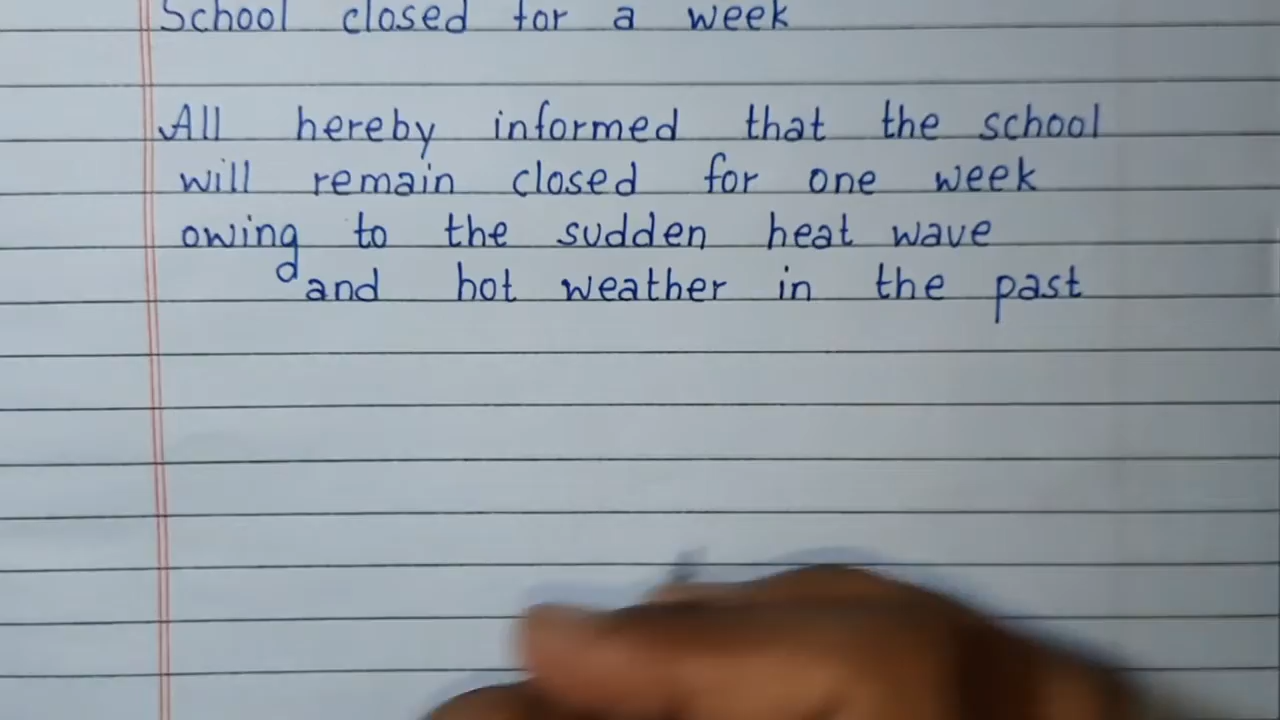 School closed for a week
All hereby informed that the school
will remain closed for one week
owing to the sudden heat wave
and hot weather in the past